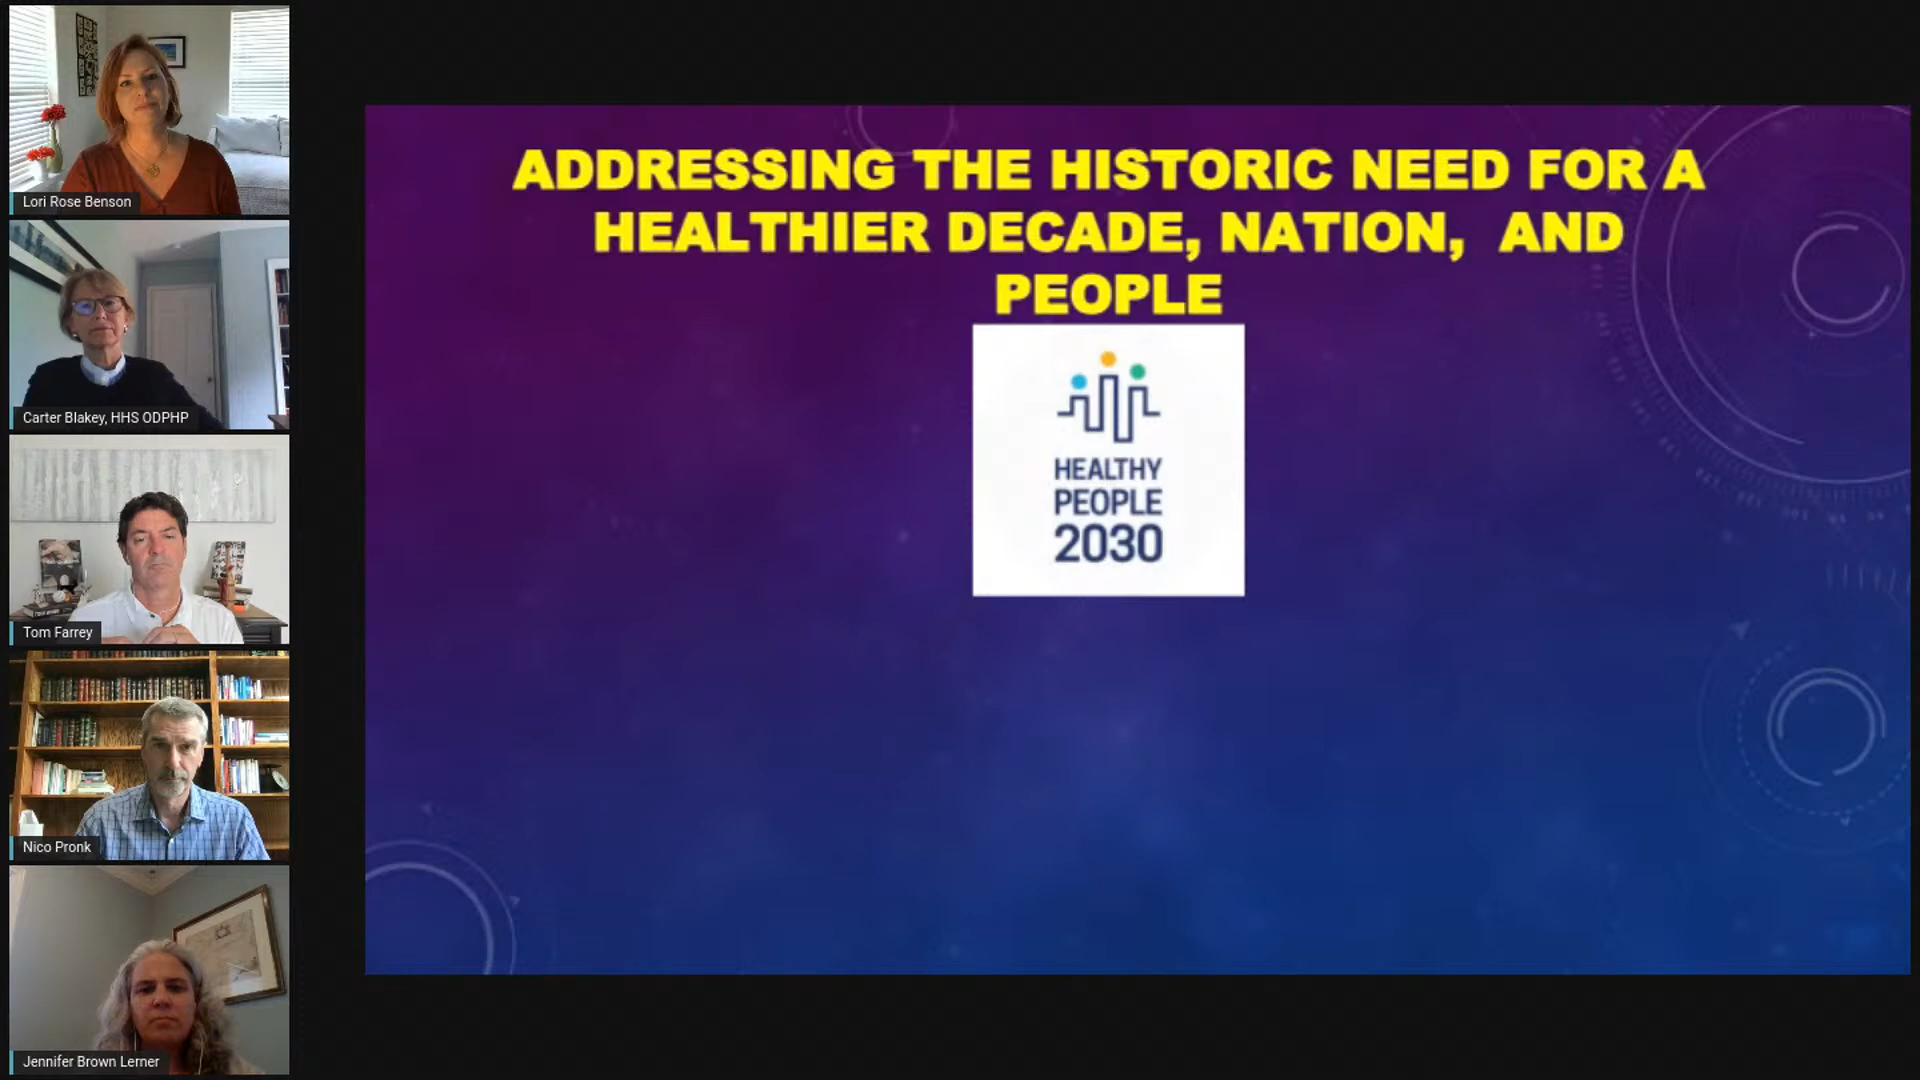 Lori Rose Benson
Carter Blakey, HHS ODPHP
Tom Farrey
Nico Pronk
Jennifer Brown Lerner
ADDRESSING THE HISTORIC NEED FOR A
HEALTHIER DECADE, NATION, AND
PEOPLE
HEALTHY
PEOPLE
2030